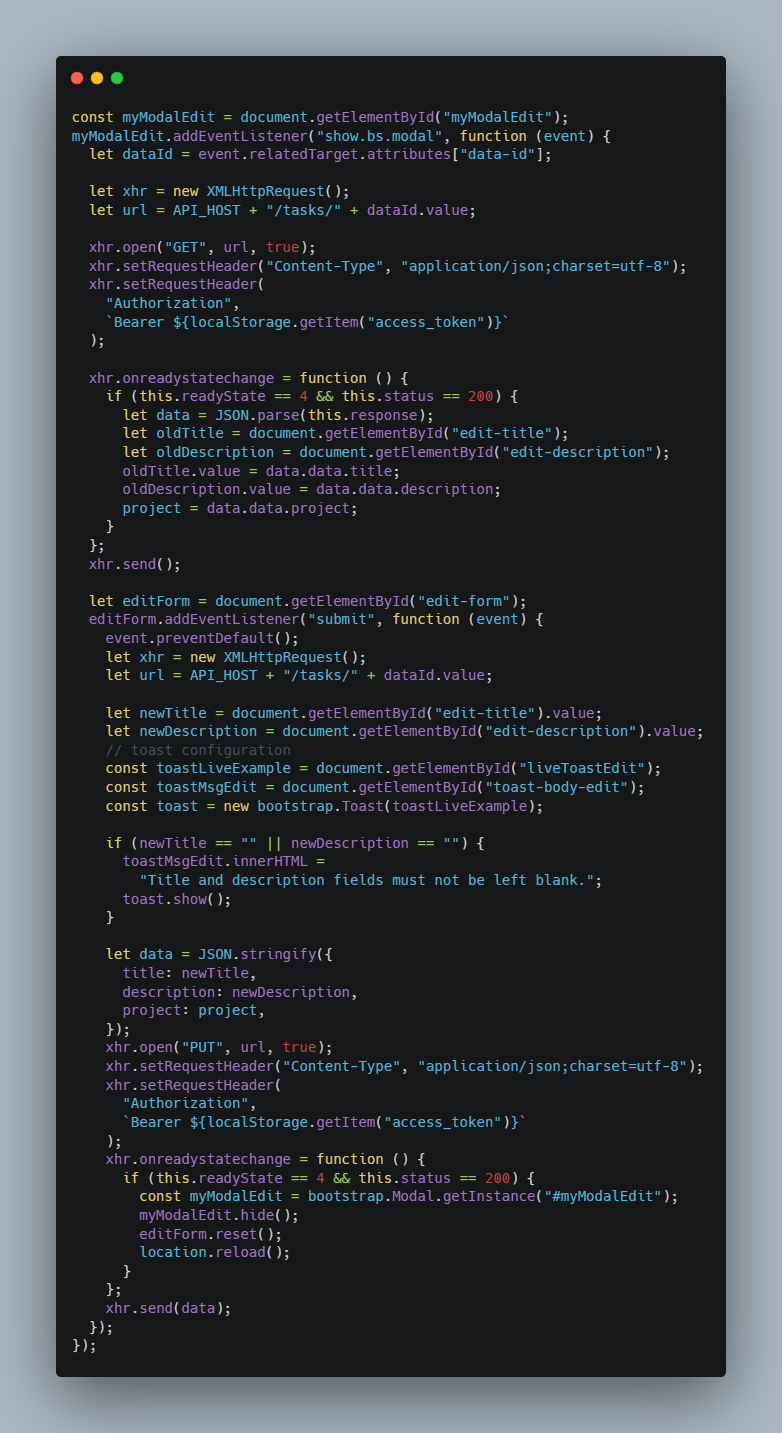 const myModalEdit = document.getElementById("myModalEdit");
myModalEdit.addEventListener("show.bs.modal", function (event) {
  let dataId = event.relatedTarget.attributes["data-id"];

  let xhr = new XMLHttpRequest();
  let url = API_HOST + "/tasks/" + dataId.value;

  xhr.open("GET", url, true);
  xhr.setRequestHeader("Content-Type", "application/json;charset=utf-8");
  xhr.setRequestHeader(
    "Authorization",
    `Bearer ${localStorage.getItem("access_token")}`
  );

  xhr.onreadystatechange = function () {
    if (this.readyState == 4 && this.status == 200) {
      let data = JSON.parse(this.response);
      let oldTitle = document.getElementById("edit-title");
      let oldDescription = document.getElementById("edit-description");
      oldTitle.value = data.data.title;
      oldDescription.value = data.data.description;
      project = data.data.project;
    }
  };
  xhr.send();

  let editForm = document.getElementById("edit-form");
  editForm.addEventListener("submit", function (event) {
    event.preventDefault();
    let xhr = new XMLHttpRequest();
    let url = API_HOST + "/tasks/" + dataId.value;

    let newTitle = document.getElementById("edit-title").value;
    let newDescription = document.getElementById("edit-description").value;
    // toast configuration
    const toastLiveExample = document.getElementById("liveToastEdit");
    const toastMsgEdit = document.getElementById("toast-body-edit");
    const toast = new bootstrap.Toast(toastLiveExample);

    if (newTitle == "" || newDescription == "") {
      toastMsgEdit.innerHTML =
        "Title and description fields must not be left blank.";
      toast.show();
    }

    let data = JSON.stringify({
      title: newTitle,
      description: newDescription,
      project: project,
    });
    xhr.open("PUT", url, true);
    xhr.setRequestHeader("Content-Type", "application/json;charset=utf-8");
    xhr.setRequestHeader(
      "Authorization",
      `Bearer ${localStorage.getItem("access_token")}`
    );
    xhr.onreadystatechange = function () {
      if (this.readyState == 4 && this.status == 200) {
        const myModalEdit = bootstrap.Modal.getInstance("#myModalEdit");
        myModalEdit.hide();
        editForm.reset();
        location.reload();
      }
    };
    xhr.send(data);
  });
});